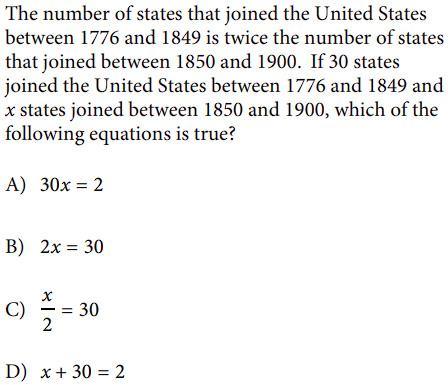 The number of states that joined the United States
between 1776 and 1849 is twice the number of states
that joined between 1850 and 1900. If 30 states
joined the United States between 1776 and 1849 and
x states joined between 1850 and 1900, which of the
following equations is true?
A) 30x = 2
B) 2x = 30
C) x/2 = 30
D) x + 30 = 2